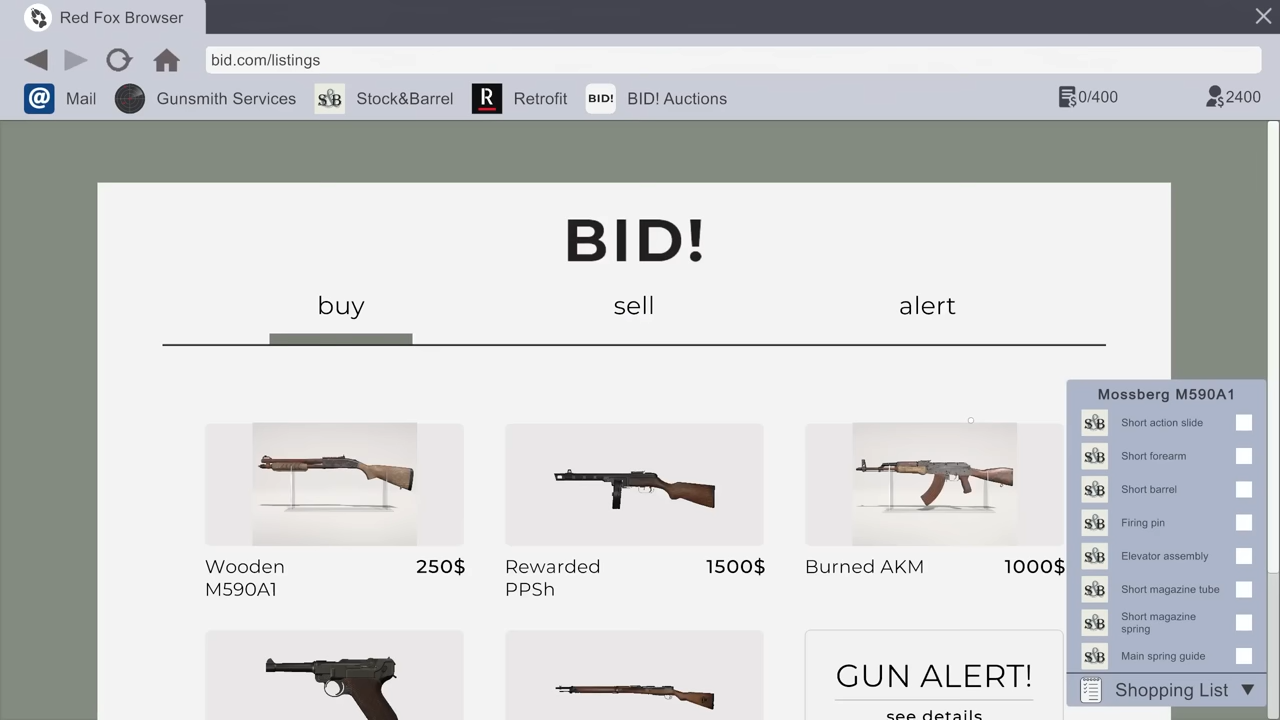 Red Fox Browser
bid.com/listings
@ Mail Gunsmith Services S&B Stock&Barrel R Retrofit BID! BID! Auctions $0/400 $2400
BID!
buy sell alert
Wooden M590A1 250$
Rewarded PPSh 1500$
Burned AKM 1000$
GUN ALERT!
see details
Mossberg M590A1
S&B Short action slide
S&B Short forearm
S&B Short barrel
S&B Firing pin
S&B Elevator assembly
S&B Short magazine tube
S&B Short magazine
spring
S&B Main spring guide
Shopping List